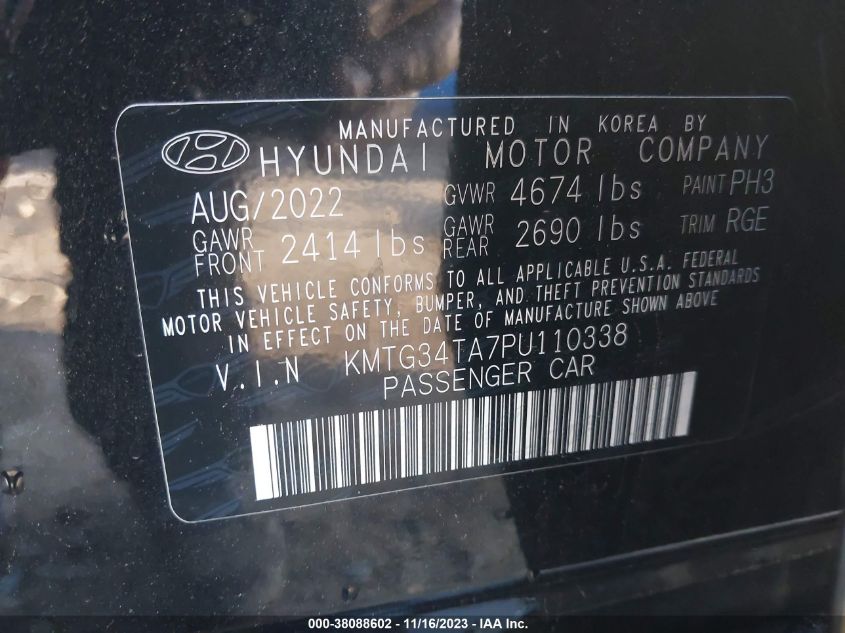 MANUFACTURED IN KOREA BY
HYUNDAI MOTOR COMPANY
AUG/2022 GVWR 4674 lbs PAINT PH3
GAWR FRONT 2414 lbs GAWR REAR 2690 lbs TRIM RGE
THIS VEHICLE CONFORMS TO ALL APPLICABLE U.S.A. FEDERAL
MOTOR VEHICLE SAFETY, BUMPER, AND THEFT PREVENTION STANDARDS
IN EFFECT ON THE DATE OF MANUFACTURE SHOWN ABOVE
V.I.N KMTG34TA7PU110338
PASSENGER CAR
000-38088602 - 11/16/2023 - IAA Inc.